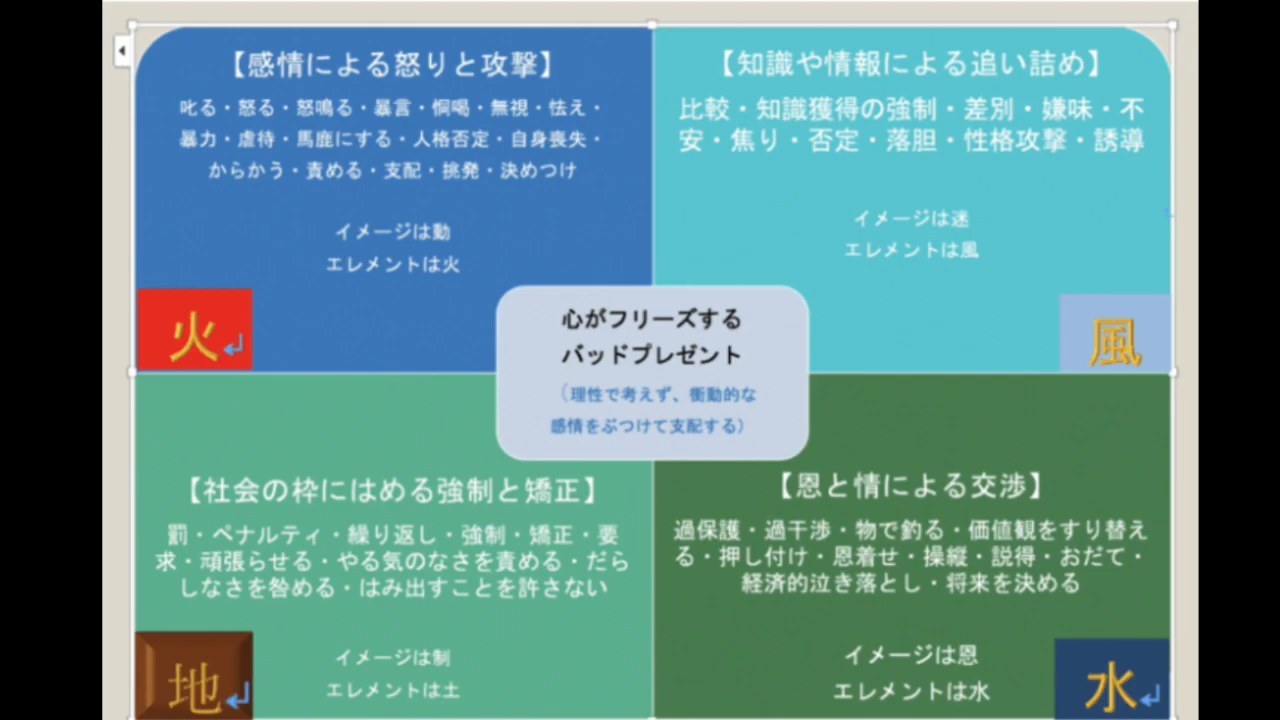 【感情による怒りと攻撃】
叱る・怒る・怒鳴る・暴言・恫喝・無視・怯え・
暴力・虐待・馬鹿にする・人格否定・自身喪失・
からかう・責める・支配・挑発・決めつけ
イメージは動
エレメントは火
火
【知識や情報による追い詰め】
比較・知識獲得の強制・差別・嫌味・不
安・焦り・否定・落胆・性格攻撃・誘導
イメージは迷
エレメントは風
風
心がフリーズする
バッドプレゼント
（理性で考えず、衝動的な
感情をぶつけて支配する）
【社会の枠にはめる強制と矯正】
罰・ペナルティ・繰り返し・強制・矯正・要
求・頑張らせる・やる気のなさを責める・だら
しなさを咎める・はみ出すことを許さない
イメージは制
エレメントは土
地
【恩と情による交渉】
過保護・過干渉・物で釣る・価値観をすり替え
る・押し付け・恩着せ・操縦・説得・おだて・
経済的泣き落とし・将来を決める
イメージは恩
エレメントは水
水